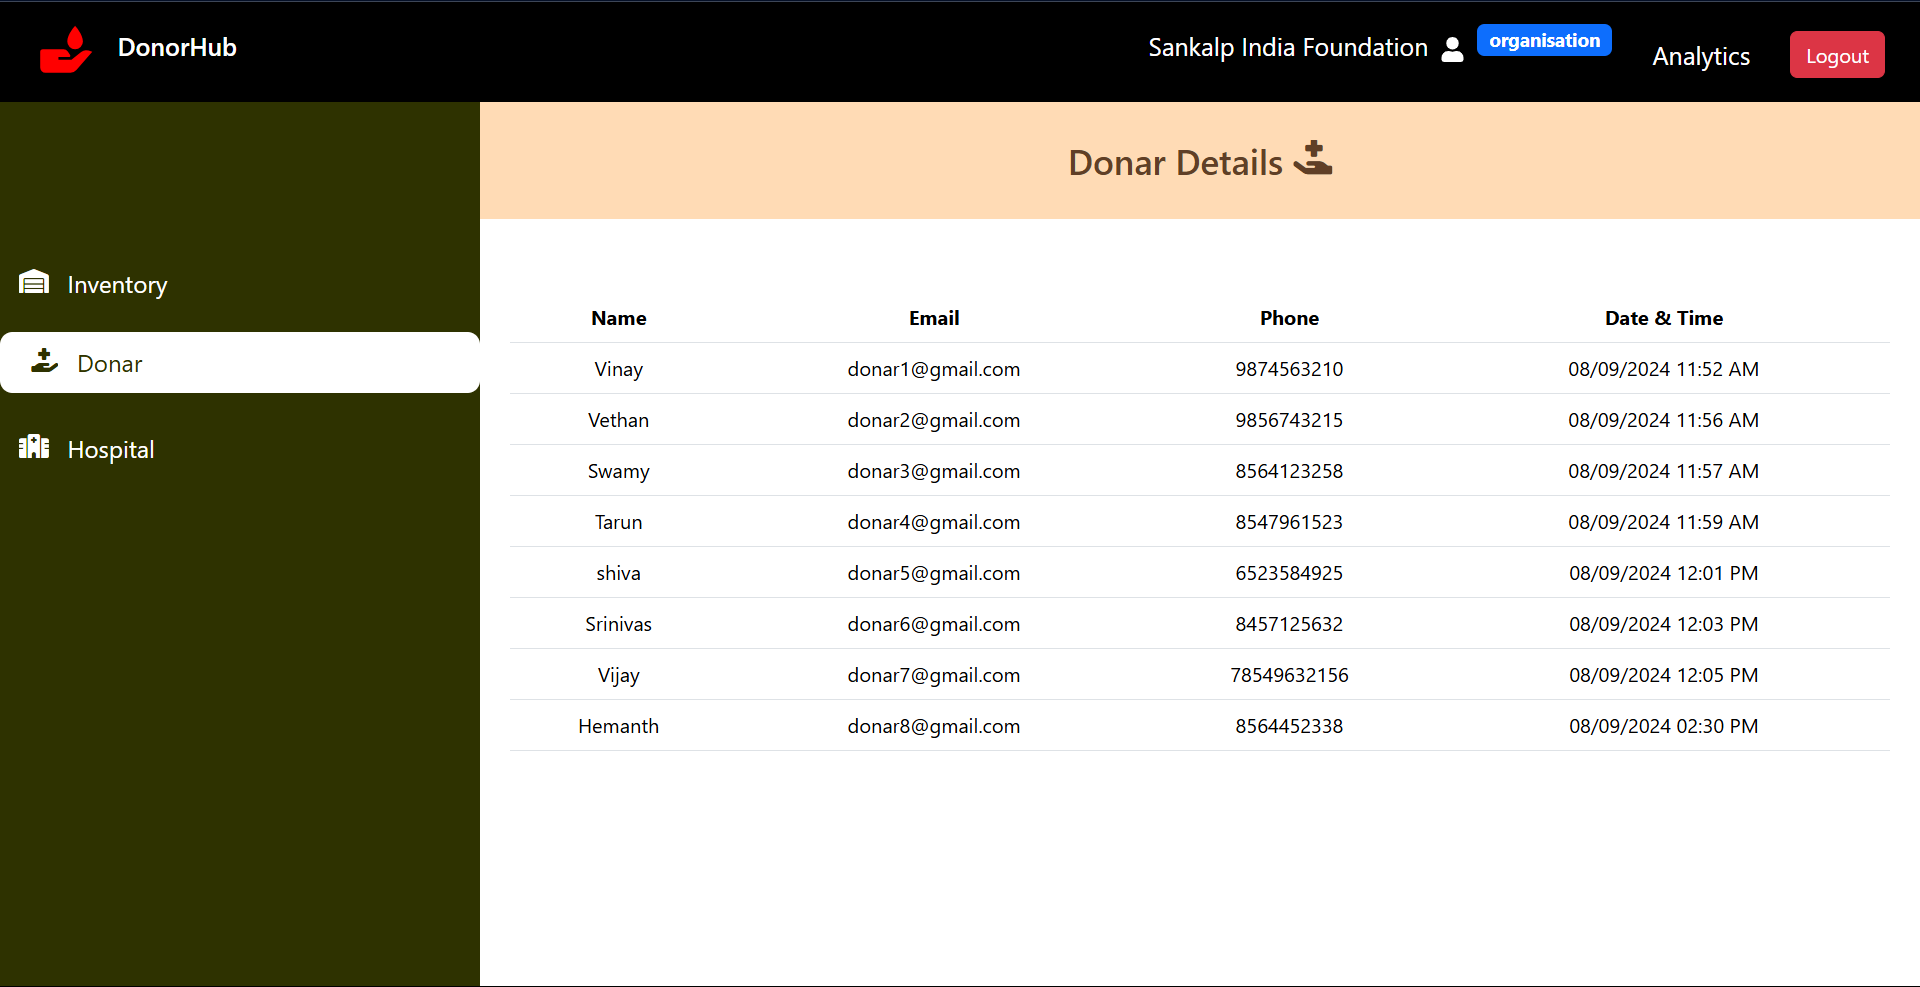 DonorHub
Sankalp India Foundation organisation Analytics Logout
Donar Details
Inventory
Donar
Hospital
Name Email Phone Date & Time
Vinay donar1@gmail.com 9874563210 08/09/2024 11:52 AM
Vethan donar2@gmail.com 9856743215 08/09/2024 11:56 AM
Swamy donar3@gmail.com 8564123258 08/09/2024 11:57 AM
Tarun donar4@gmail.com 8547961523 08/09/2024 11:59 AM
shiva donar5@gmail.com 6523584925 08/09/2024 12:01 PM
Srinivas donar6@gmail.com 8457125632 08/09/2024 12:03 PM
Vijay donar7@gmail.com 78549632156 08/09/2024 12:05 PM
Hemanth donar8@gmail.com 8564452338 08/09/2024 02:30 PM